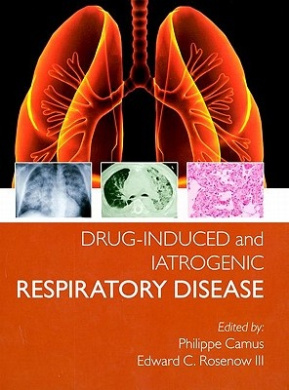 DRUG-INDUCED and
IATROGENIC
RESPIRATORY DISEASE
Edited by:
Philippe Camus
Edward C. Rosenow III